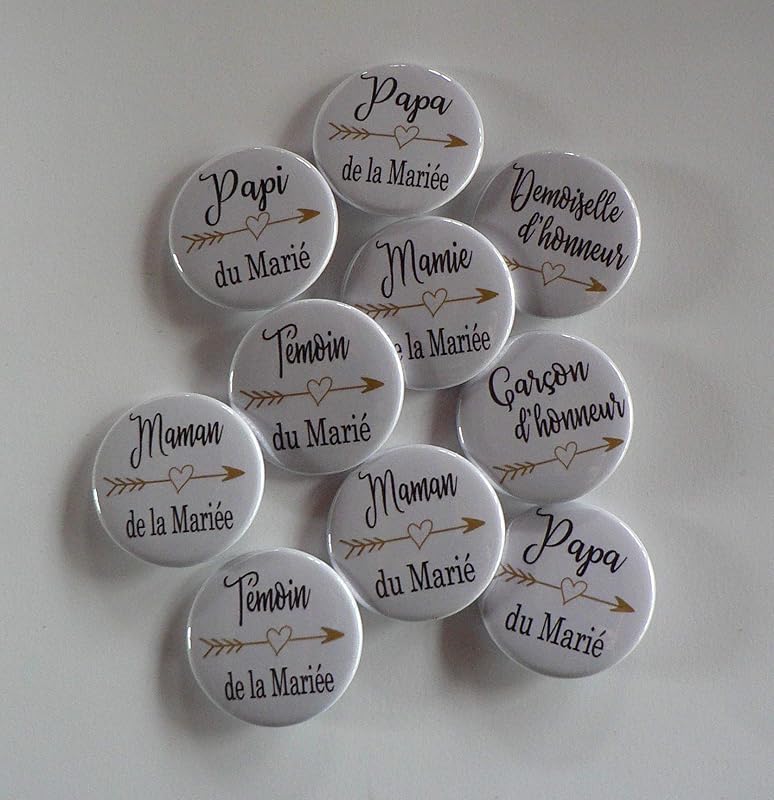 Papa
de la Mariée
Papi
du Marié
Demoiselle
d'honneur
Mamie
e la Mariée
Témoin
du Marié
Garçon
d'honneur
Maman
de la Mariée
Maman
du Marié
Papa
du Marié
Témoin
de la Mariée